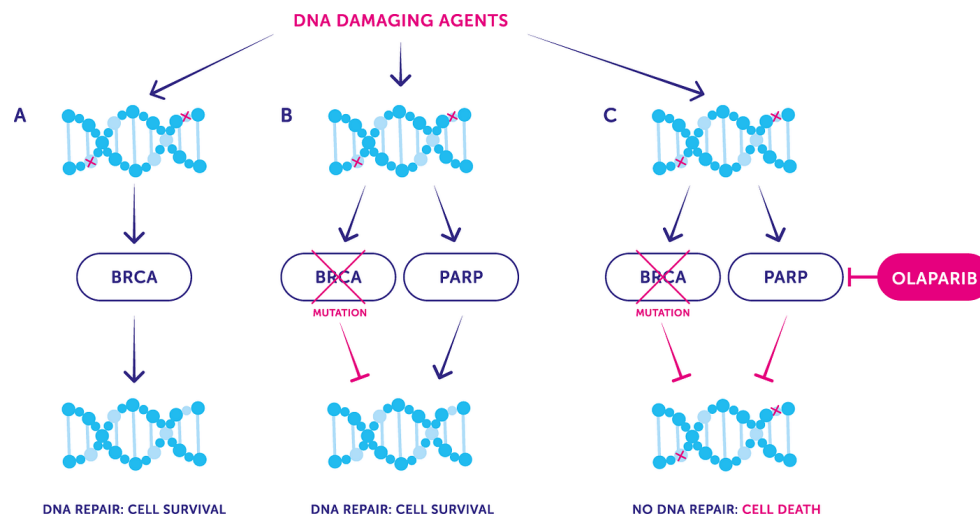 DNA DAMAGING AGENTS
A
B
C
BRCA
BRCA
PARP
BRCA
PARP
OLAPARIB
MUTATION
MUTATION
DNA REPAIR: CELL SURVIVAL
DNA REPAIR: CELL SURVIVAL
NO DNA REPAIR: CELL DEATH